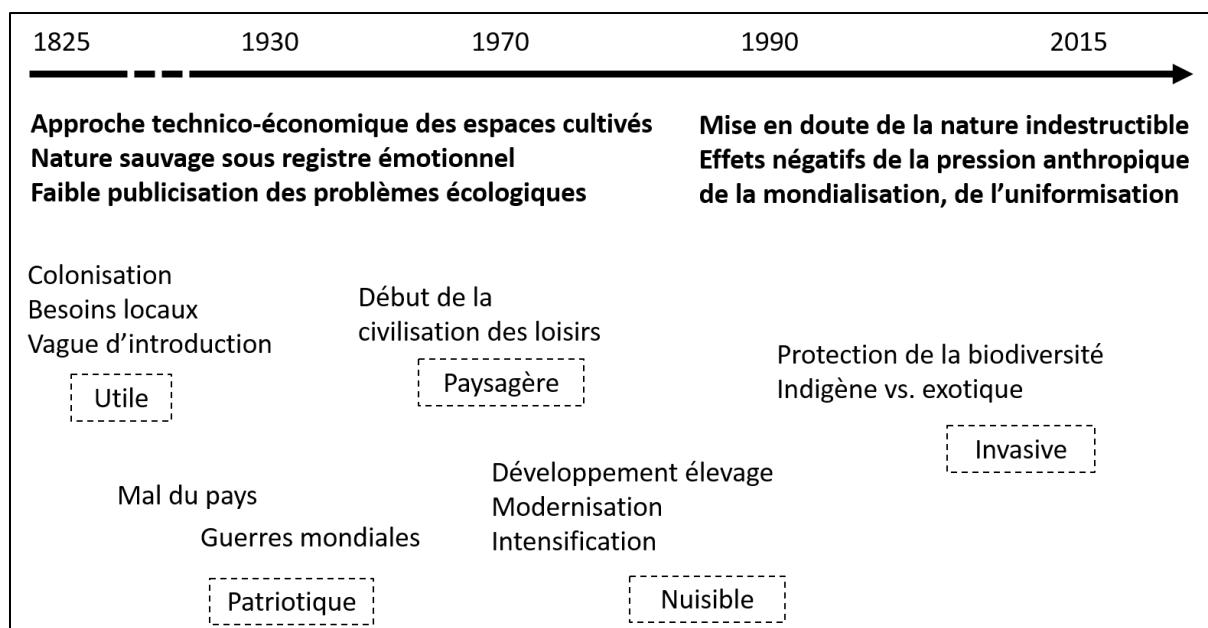 1825 1930 1970 1990 2015
Approche technico-économique des espaces cultivés
Nature sauvage sous registre émotionnel
Faible publicisation des problèmes écologiques
Mise en doute de la nature indestructible
Effets négatifs de la pression anthropique
de la mondialisation, de l'uniformisation
Colonisation
Besoins locaux
Vague d'introduction
Utile
Début de la
civilisation des loisirs
Paysagère
Protection de la biodiversité
Indigène vs. exotique
Invasive
Mal du pays
Guerres mondiales
Patriotique
Développement élevage
Modernisation
Intensification
Nuisible